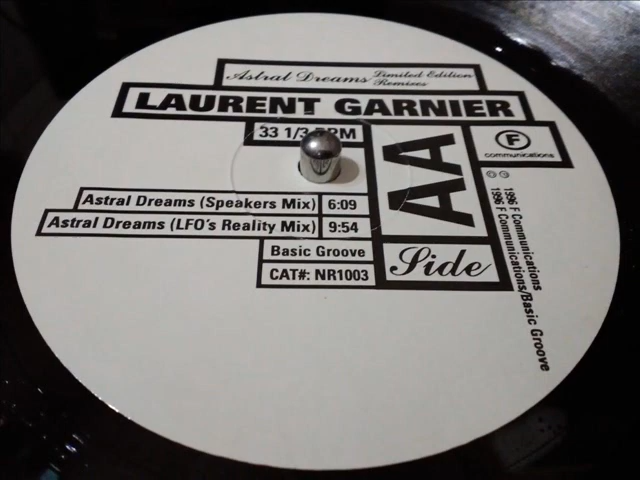 Astral Dreams Limited Edition Remixes
LAURENT GARNIER
33 1/3 RPM
F
communications
Astral Dreams (Speakers Mix) 6:09
Astral Dreams (LFO's Reality Mix) 9:54
Basic Groove
CAT#: NR1003
AA
Side
℗ © 1996 F Communications
1996 F Communications/Basic Groove